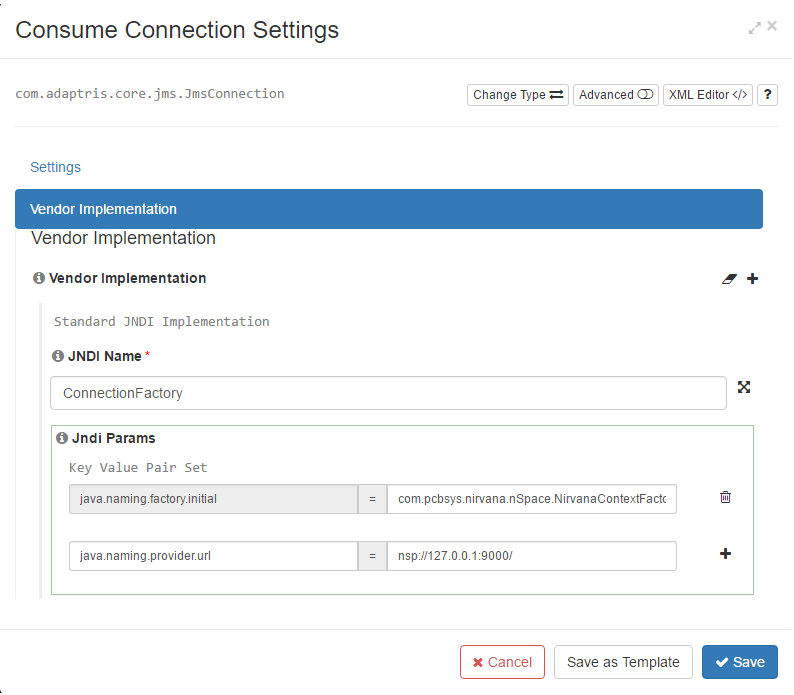 Consume Connection Settings
com.adaptris.core.jms.JmsConnection
Change Type
Advanced
XML Editor </>
?
Settings
Vendor Implementation
Vendor Implementation
Vendor Implementation
Standard JNDI Implementation
JNDI Name *
ConnectionFactory
Jndi Params
Key Value Pair Set
java.naming.factory.initial = com.pcbsys.nirvana.nSpace.NirvanaContextFacto
java.naming.provider.url = nsp://127.0.0.1:9000/
Cancel
Save as Template
Save